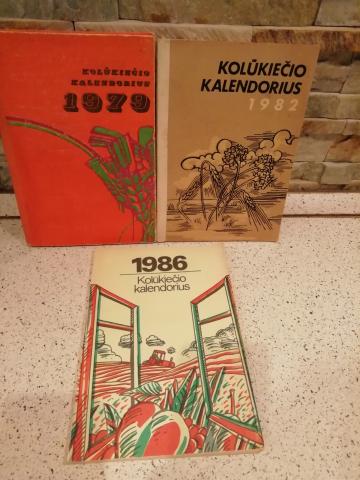 KOLŪKIEČIO
KALENDORIUS
1979
KOLŪKIEČIO
KALENDORIUS
1982
1986
Kolūkiečio
kalendorius